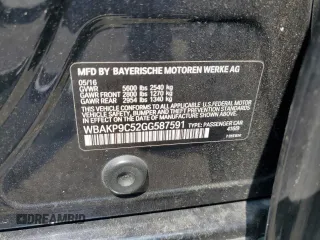 MFD BY BAYERISCHE MOTOREN WERKE AG
05/16
GVWR 5600 lbs 2540 kg
GAWR FRONT 2800 lbs 1270 kg
GAWR REAR 2954 lbs 1340 kg
THIS VEHICLE CONFORMS TO ALL APPLICABLE
FEDERAL MOTOR VEHICLE SAFETY, BUMPER
AND THEFT PREVENTION STANDARDS
IN EFFECT ON THE DATE OF
MANUFACTURE SHOWN ABOVE.
WBAKP9C52GG587591 TYPE: PASSENGER CAR
DREAMBID